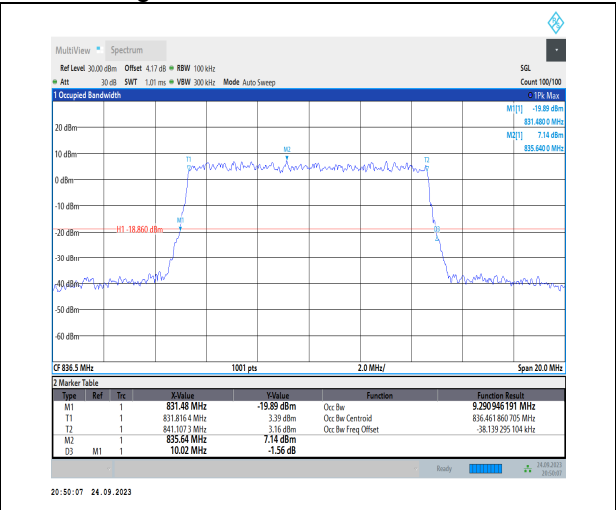 MultiView * Spectrum
Ref Level 30.00 dBm Offset 4.17 dB RBW 100 kHz SGL
Att 30 dB SWT 1.01 ms VBW 300 kHz Mode Auto Sweep Count 100/100
1 Occupied Bandwidth 1Pk Max
M1[1] -19.89 dBm
831.480 0 MHz
M2[1] 7.14 dBm
835.640 0 MHz
20 dBm
10 dBm
M2
T1
T2
0 dBm
-10 dBm
M1
H1 -18.860 dBm
D3
-20 dBm
-30 dBm
-40 dBm
-50 dBm
-60 dBm
CF 836.5 MHz 1001 pts 2.0 MHz/ Span 20.0 MHz
2 Marker Table
Type Ref Trc X-Value Y-Value Function Function Result
M1 1 831.48 MHz -19.89 dBm Occ Bw 9.290 946 191 MHz
T1 1 831.816 4 MHz 3.39 dBm Occ Bw Centroid 836.461 860 705 MHz
T2 1 841.107 3 MHz 3.16 dBm Occ Bw Freq Offset -38.139 295 104 kHz
M2 1 835.64 MHz 7.14 dBm
D3 M1 1 10.02 MHz -1.56 dB
Ready 24.09.2023
20:50:07
20:50:07 24.09.2023